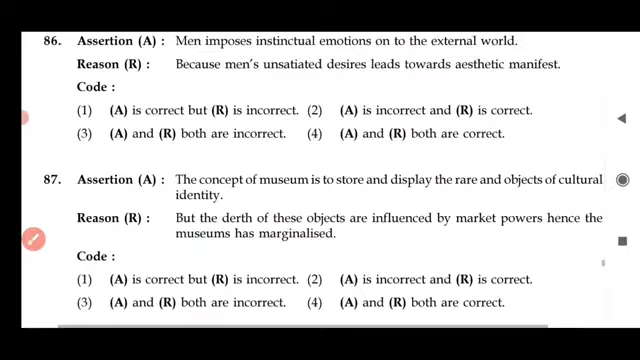 86. Assertion (A) : Men imposes instinctual emotions on to the external world.
Reason (R) : Because men's unsatiated desires leads towards aesthetic manifest.
Code :
(1) (A) is correct but (R) is incorrect. (2) (A) is incorrect and (R) is correct.
(3) (A) and (R) both are incorrect. (4) (A) and (R) both are correct.
87. Assertion (A) : The concept of museum is to store and display the rare and objects of cultural
identity.
Reason (R) : But the derth of these objects are influenced by market powers hence the
museums has marginalised.
Code :
(1) (A) is correct but (R) is incorrect. (2) (A) is incorrect and (R) is correct.
(3) (A) and (R) both are incorrect. (4) (A) and (R) both are correct.